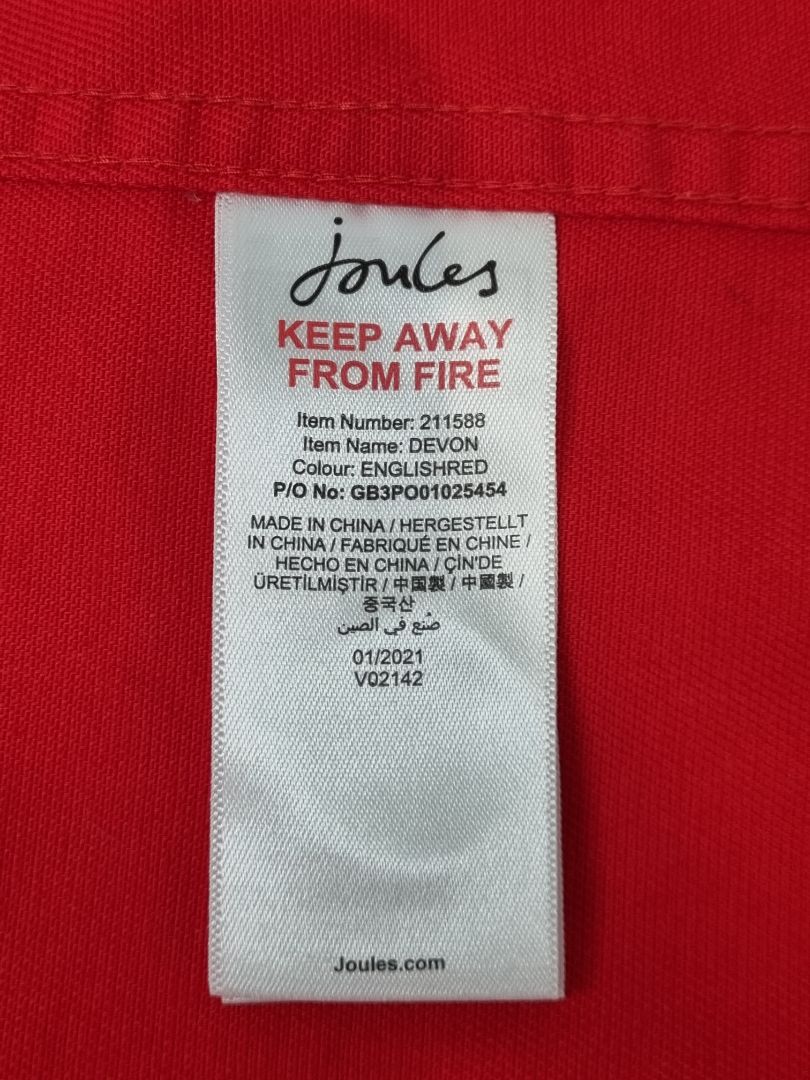 Joules
KEEP AWAY
FROM FIRE
Item Number: 211588
Item Name: DEVON
Colour: ENGLISHRED
P/O No: GB3PO01025454
MADE IN CHINA / HERGESTELLT
IN CHINA / FABRIQUÉ EN CHINE /
HECHO EN CHINA / ÇİN'DE
ÜRETİLMİŞTİR / 中国製 / 中國製 /
중국산
صُنع في الصين
01/2021
V02142
Joules.com